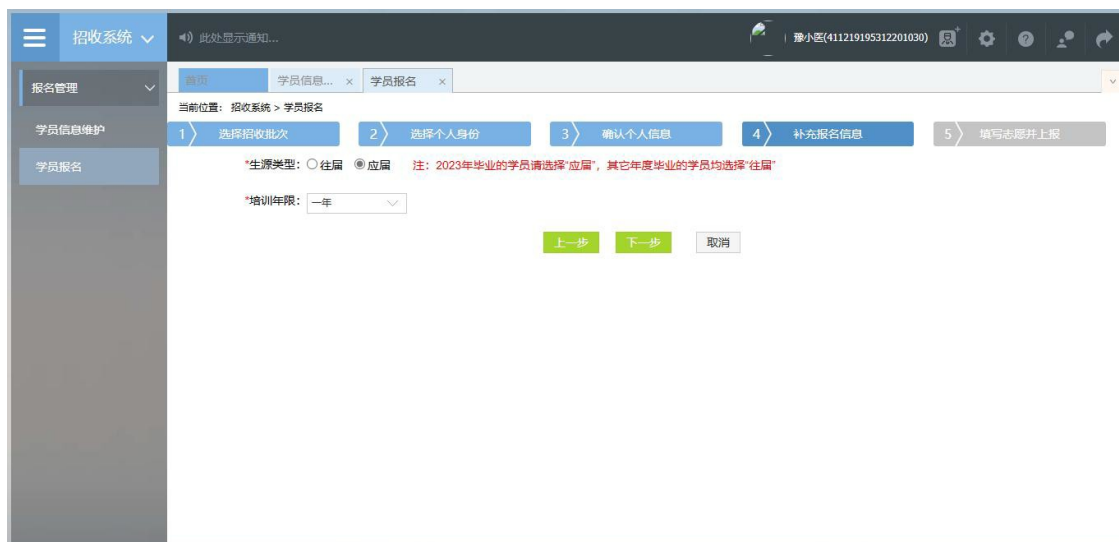 招收系统
此处显示通知...
豫小医(411219195312201030)
报名管理
学员信息维护
学员报名
首页
学员信息... ×
学员报名 ×
当前位置： 招收系统 > 学员报名
1 选择招收批次
2 选择个人身份
3 确认个人信息
4 补充报名信息
5 填写志愿并上报
*生源类型： 往届 应届 注：2023年毕业的学员请选择“应届”，其它年度毕业的学员均选择“往届”
*培训年限： 一年
上一步 下一步 取消